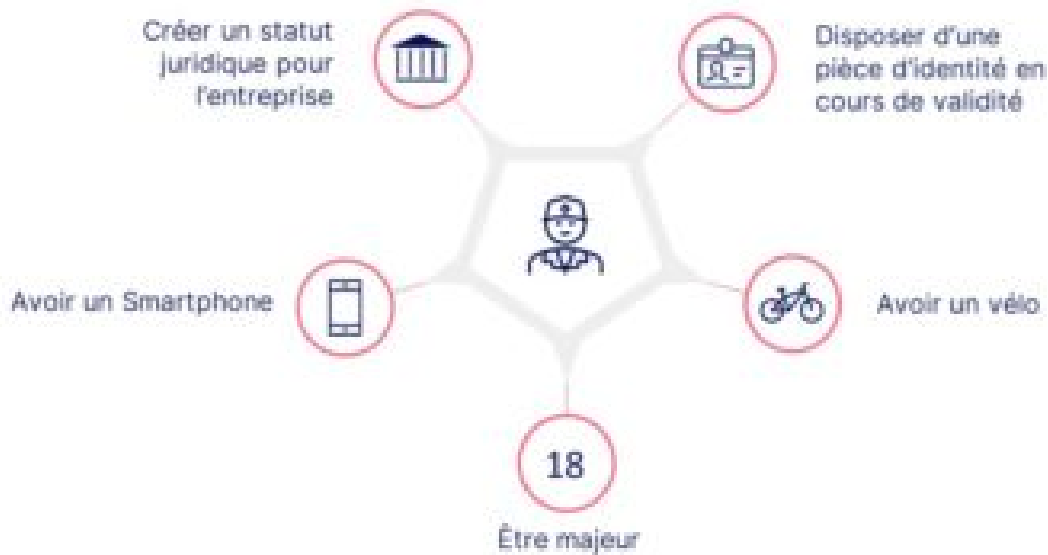 Créer un statut
juridique pour
l'entreprise
Disposer d'une
pièce d'identité en
cours de validité
Avoir un Smartphone
Avoir un vélo
18
Être majeur